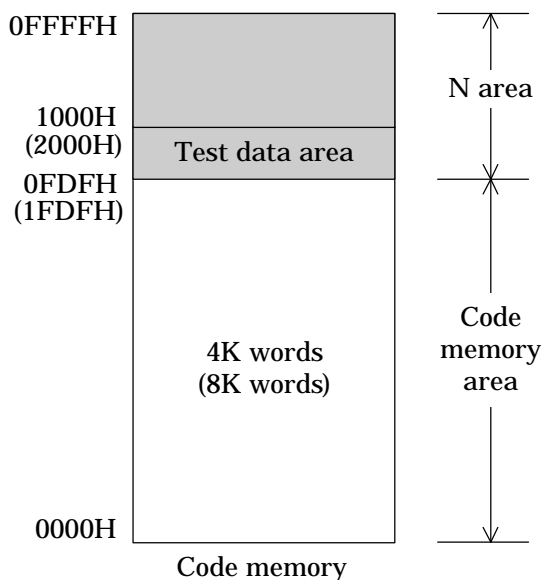 0FFFFH
N area
1000H
(2000H)
Test data area
0FDFH
(1FDFH)
4K words
(8K words)
Code
memory
area
0000H
Code memory